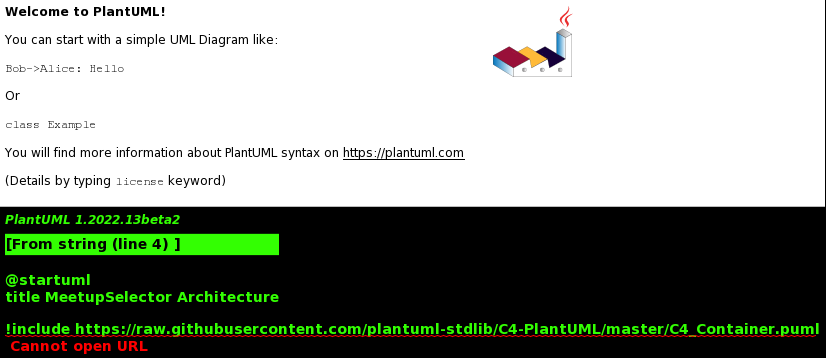 Welcome to PlantUML!
You can start with a simple UML Diagram like:
Bob->Alice: Hello
Or
class Example
You will find more information about PlantUML syntax on https://plantuml.com
(Details by typing license keyword)
PlantUML 1.2022.13beta2
[From string (line 4) ]
@startuml
title MeetupSelector Architecture
!include https://raw.githubusercontent.com/plantuml-stdlib/C4-PlantUML/master/C4_Container.puml
Cannot open URL